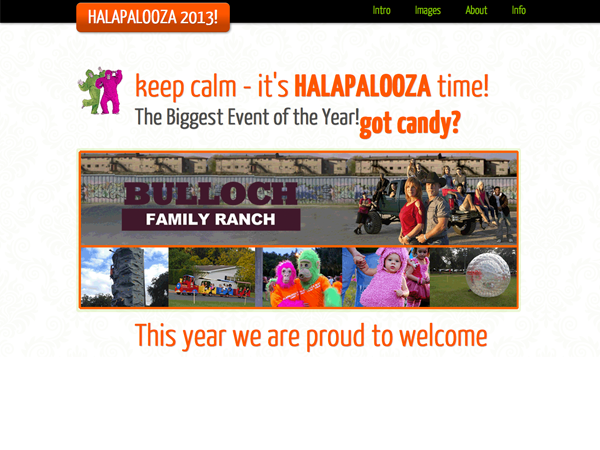 HALAPALOOZA 2013!
Intro Images About Info
keep calm - it's HALAPALOOZA time!
The Biggest Event of the Year!
got candy?
BULLOCH
FAMILY RANCH
This year we are proud to welcome